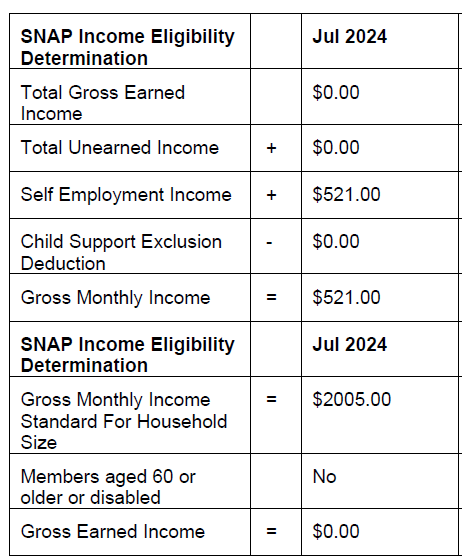 SNAP Income Eligibility Jul 2024
Determination
Total Gross Earned $0.00
Income
Total Unearned Income + $0.00
Self Employment Income + $521.00
Child Support Exclusion - $0.00
Deduction
Gross Monthly Income = $521.00
SNAP Income Eligibility Jul 2024
Determination
Gross Monthly Income = $2005.00
Standard For Household
Size
Members aged 60 or No
older or disabled
Gross Earned Income = $0.00